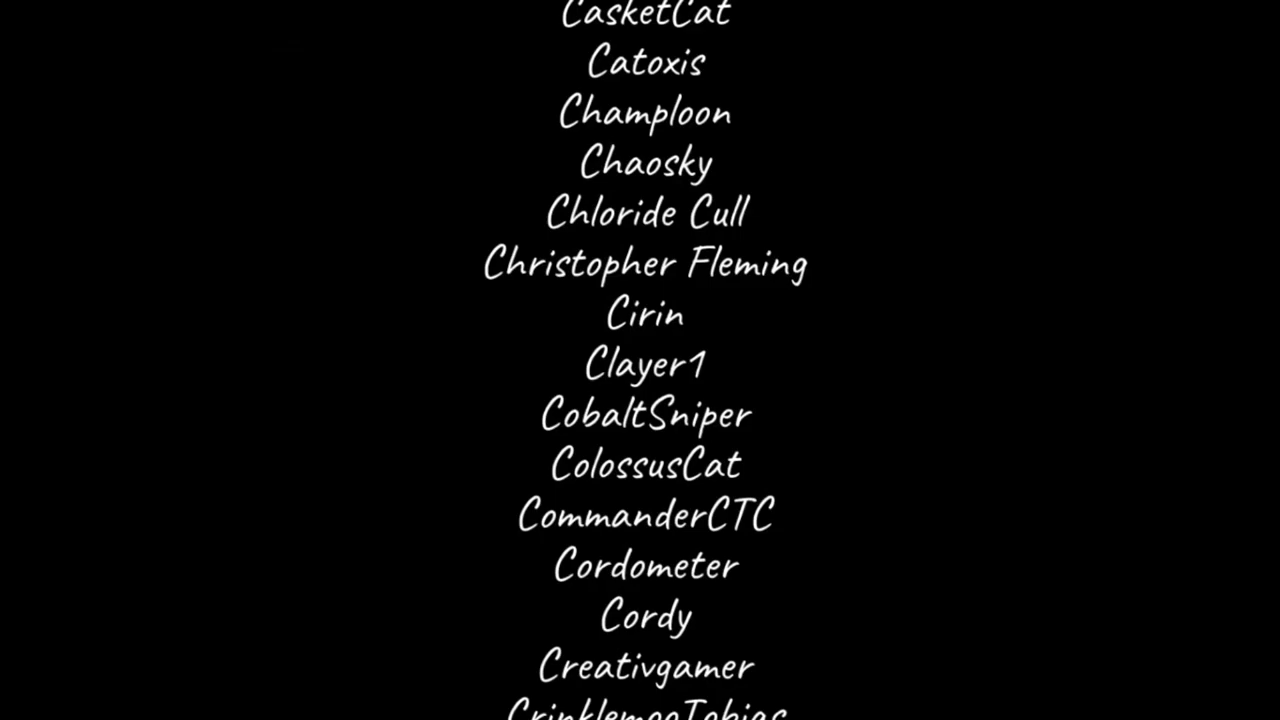 CasketCat
Catoxis
Champloon
Chaosky
Chloride Cull
Christopher Fleming
Cirin
Clayer1
CobaltSniper
ColossusCat
CommanderCTC
Cordometer
Cordy
Creativgamer